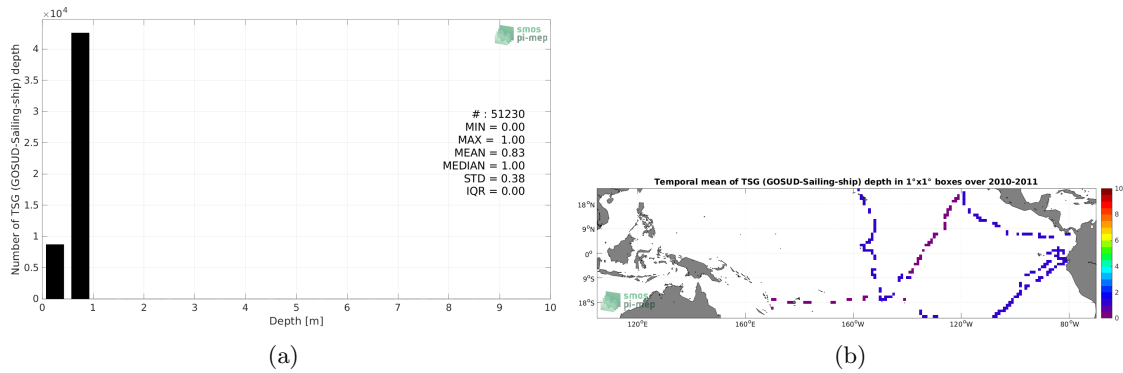 ×10⁴
4
3.5
3
2.5
2
1.5
1
0.5
0
Number of TSG (GOSUD-Sailing-ship) depth
smos
pi-mep
# : 51230
MIN = 0.00
MAX = 1.00
MEAN = 0.83
MEDIAN = 1.00
STD = 0.38
IQR = 0.00
0 1 2 3 4 5 6 7 8 9 10
Depth [m]
(a)
Temporal mean of TSG (GOSUD-Sailing-ship) depth in 1°x1° boxes over 2010-2011
18°N
9°N
0°
9°S
18°S
smos
pi-mep
120°E 160°E 160°W 120°W 80°W
10
8
6
4
2
0
(b)